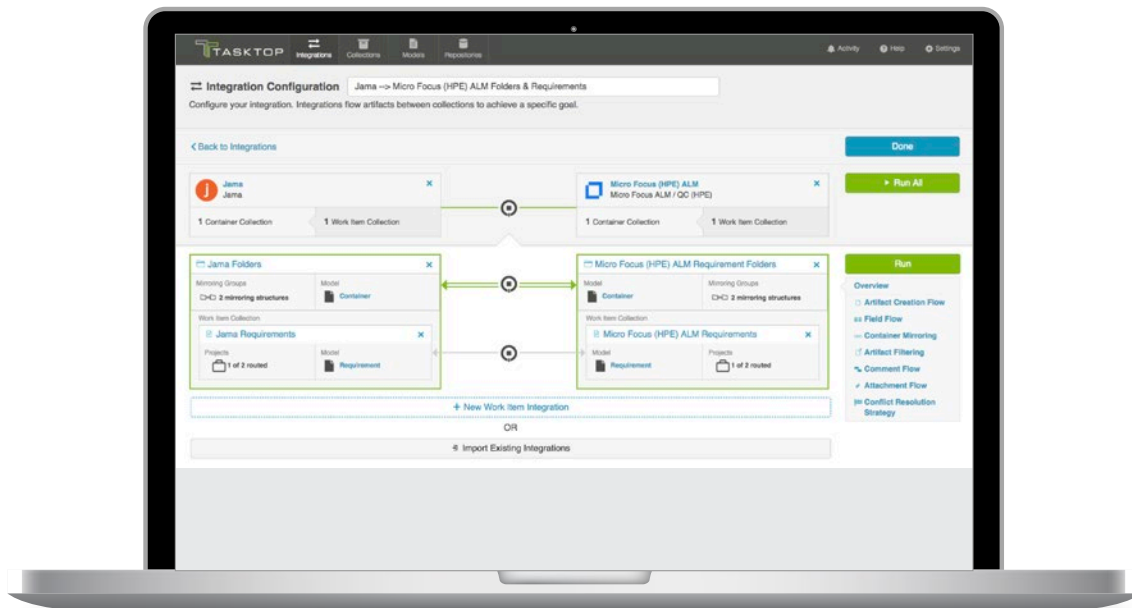 TASKTOP
Integrations Collections Models Repositories
Activity Help Settings
Integration Configuration Jama --> Micro Focus (HPE) ALM Folders & Requirements
Configure your integration. Integrations flow artifacts between collections to achieve a specific goal.
Back to Integrations
Done
Jama
Jama
Micro Focus (HPE) ALM
Micro Focus ALM / QC (HPE)
Run All
1 Container Collection 1 Work Item Collection
1 Container Collection 1 Work Item Collection
Jama Folders
Mirroring Groups Model
2 mirroring structures Container
Work Item Collection
Jama Requirements
Projects Model
1 of 2 routed Requirement
Micro Focus (HPE) ALM Requirement Folders
Model Mirroring Groups
Container 2 mirroring structures
Work Item Collection
Micro Focus (HPE) ALM Requirements
Model Projects
Requirement 1 of 2 routed
Run
Overview
Artifact Creation Flow
Field Flow
Container Mirroring
Artifact Filtering
Comment Flow
Attachment Flow
Conflict Resolution
Strategy
+ New Work Item Integration
OR
Import Existing Integrations